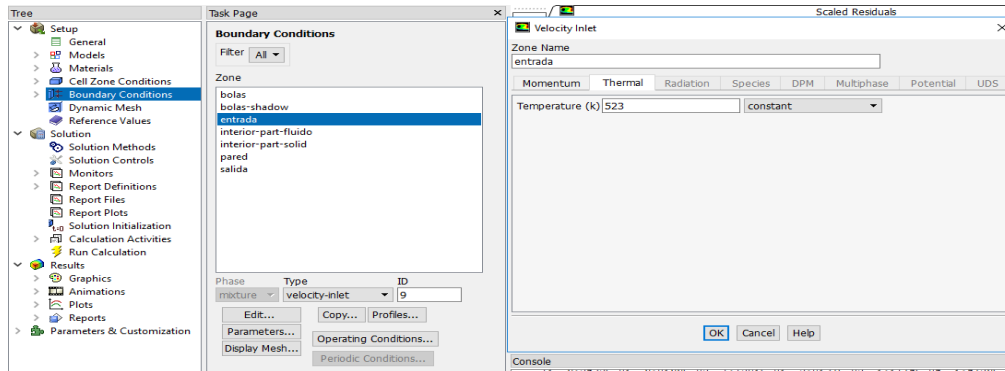 Tree
Setup
General
Models
Materials
Cell Zone Conditions
Boundary Conditions
Dynamic Mesh
Reference Values
Solution
Solution Methods
Solution Controls
Monitors
Report Definitions
Report Files
Report Plots
t=0 Solution Initialization
Calculation Activities
Run Calculation
Results
Graphics
Animations
Plots
Reports
Parameters & Customization
Task Page
Boundary Conditions
Filter All
Zone
bolas
bolas-shadow
entrada
interior-part-fluido
interior-part-solid
pared
salida
Phase Type ID
mixture velocity-inlet 9
Edit... Copy... Profiles...
Parameters... Operating Conditions...
Display Mesh... Periodic Conditions...
Scaled Residuals
Velocity Inlet
Zone Name
entrada
Momentum Thermal Radiation Species DPM Multiphase Potential UDS
Temperature (k) 523 constant
OK Cancel Help
Console